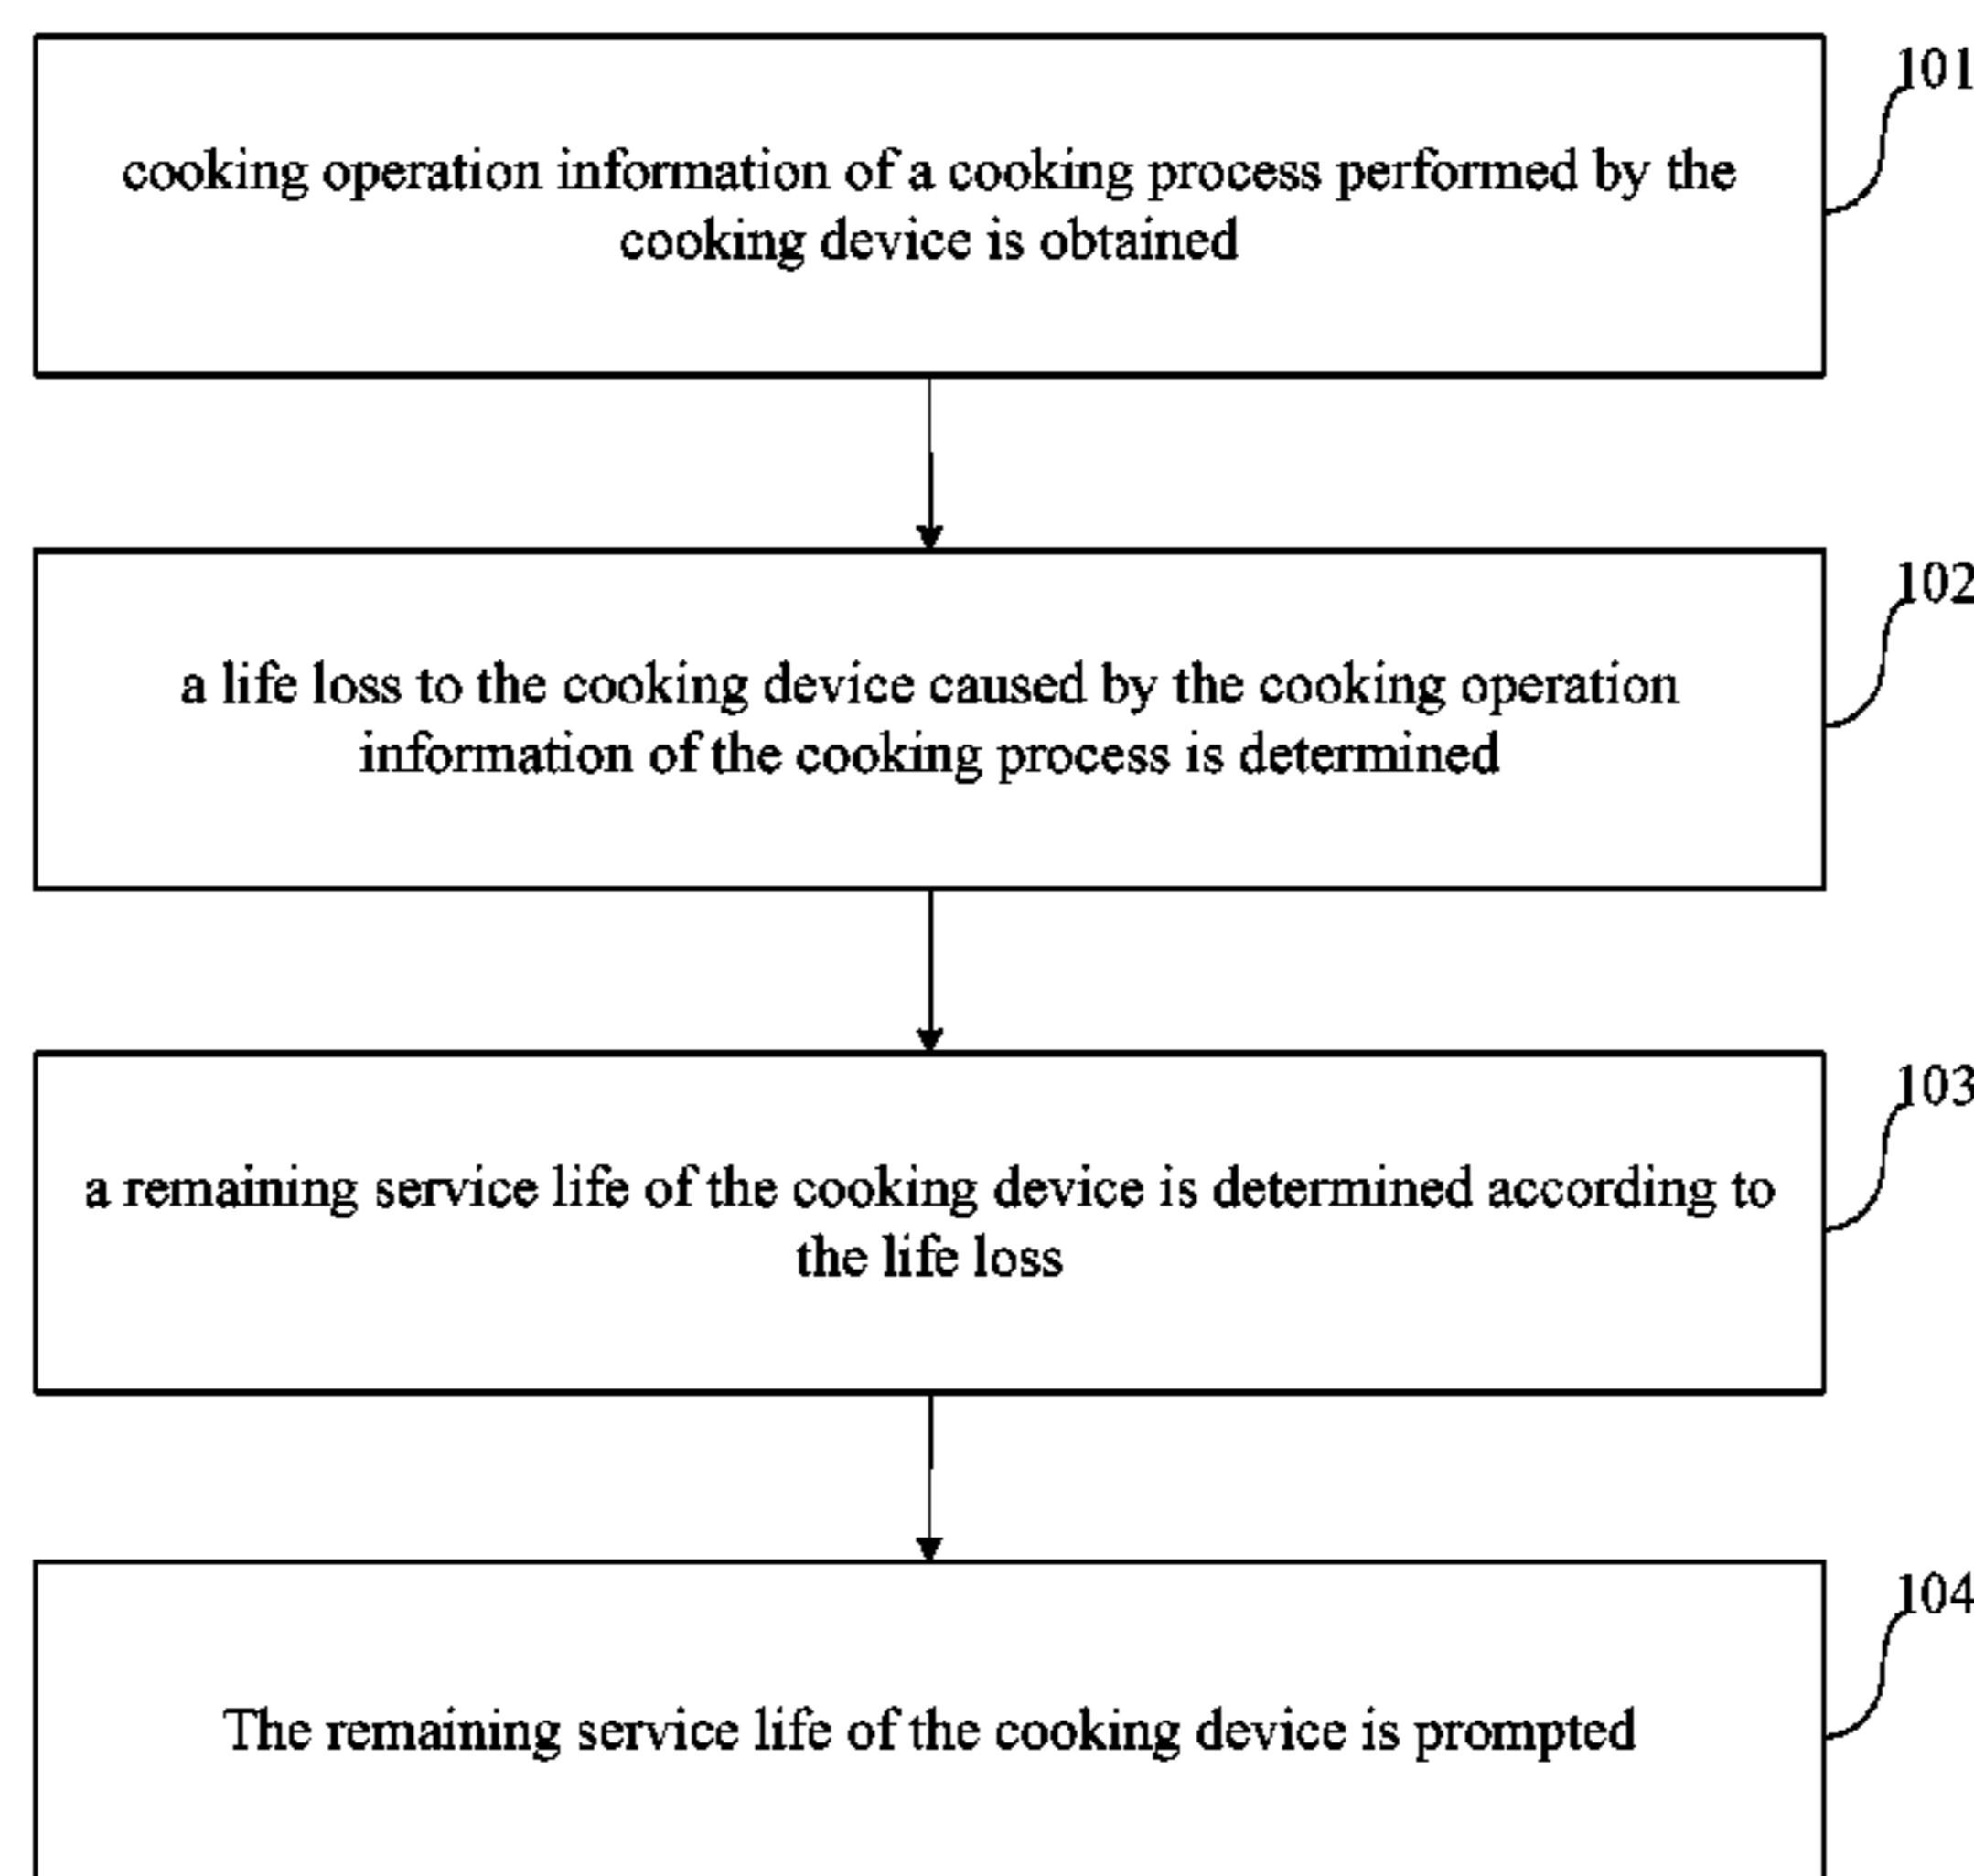 101
cooking operation information of a cooking process performed by the
cooking device is obtained
102
a life loss to the cooking device caused by the cooking operation
information of the cooking process is determined
103
a remaining service life of the cooking device is determined according to
the life loss
104
The remaining service life of the cooking device is prompted